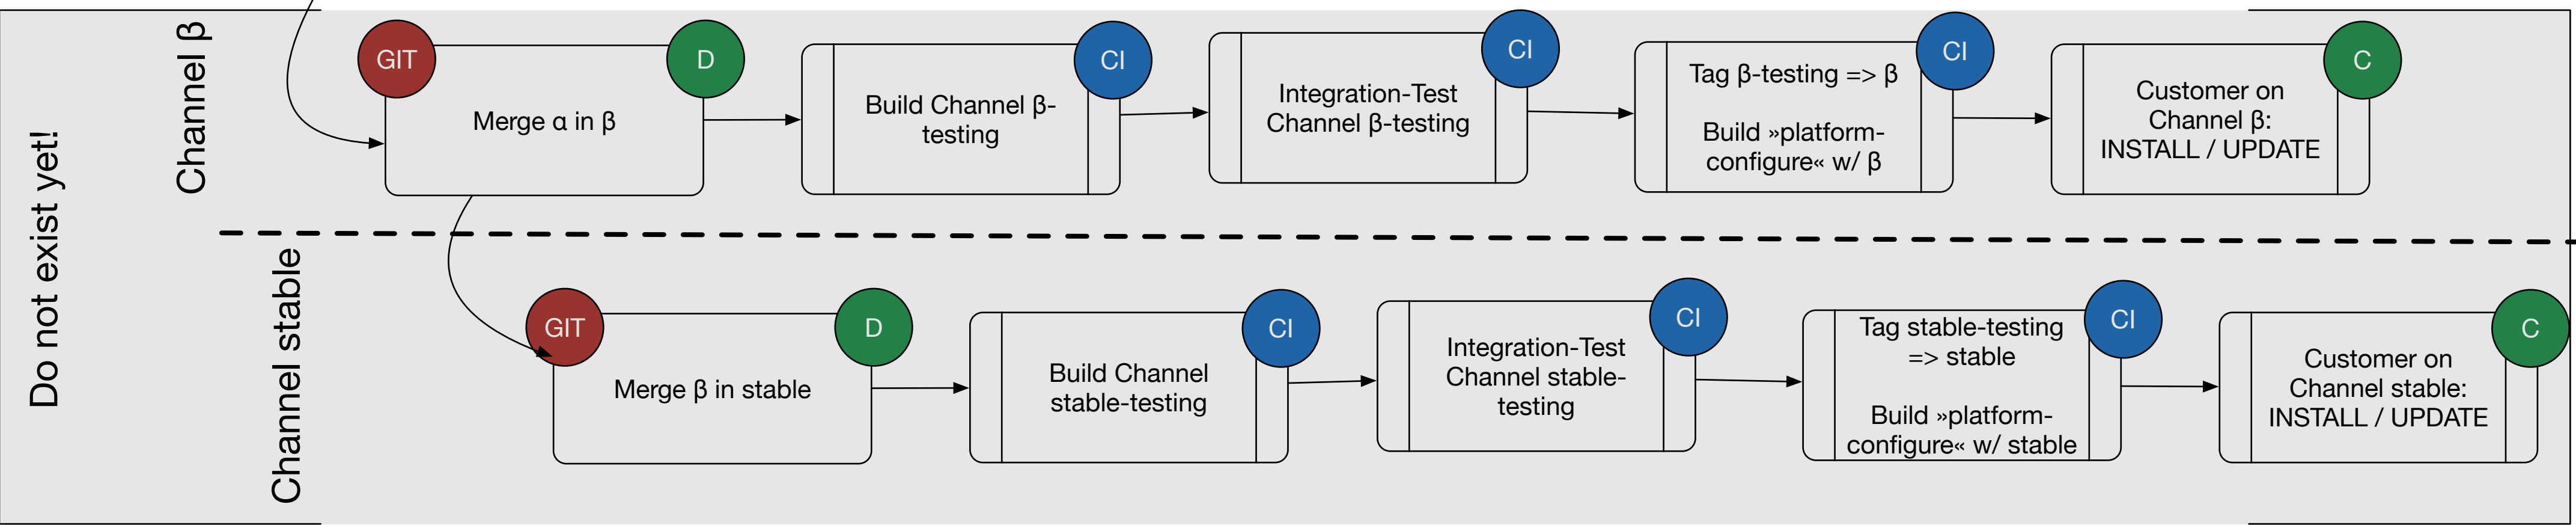 Do not exist yet!
Channel β
GIT
D
Merge α in β
CI
Build Channel β-
testing
CI
Integration-Test
Channel β-testing
CI
Tag β-testing => β
Build »platform-
configure« w/ β
C
Customer on
Channel β:
INSTALL / UPDATE
Channel stable
GIT
D
Merge β in stable
CI
Build Channel
stable-testing
CI
Integration-Test
Channel stable-
testing
CI
Tag stable-testing
=> stable
Build »platform-
configure« w/ stable
C
Customer on
Channel stable:
INSTALL / UPDATE